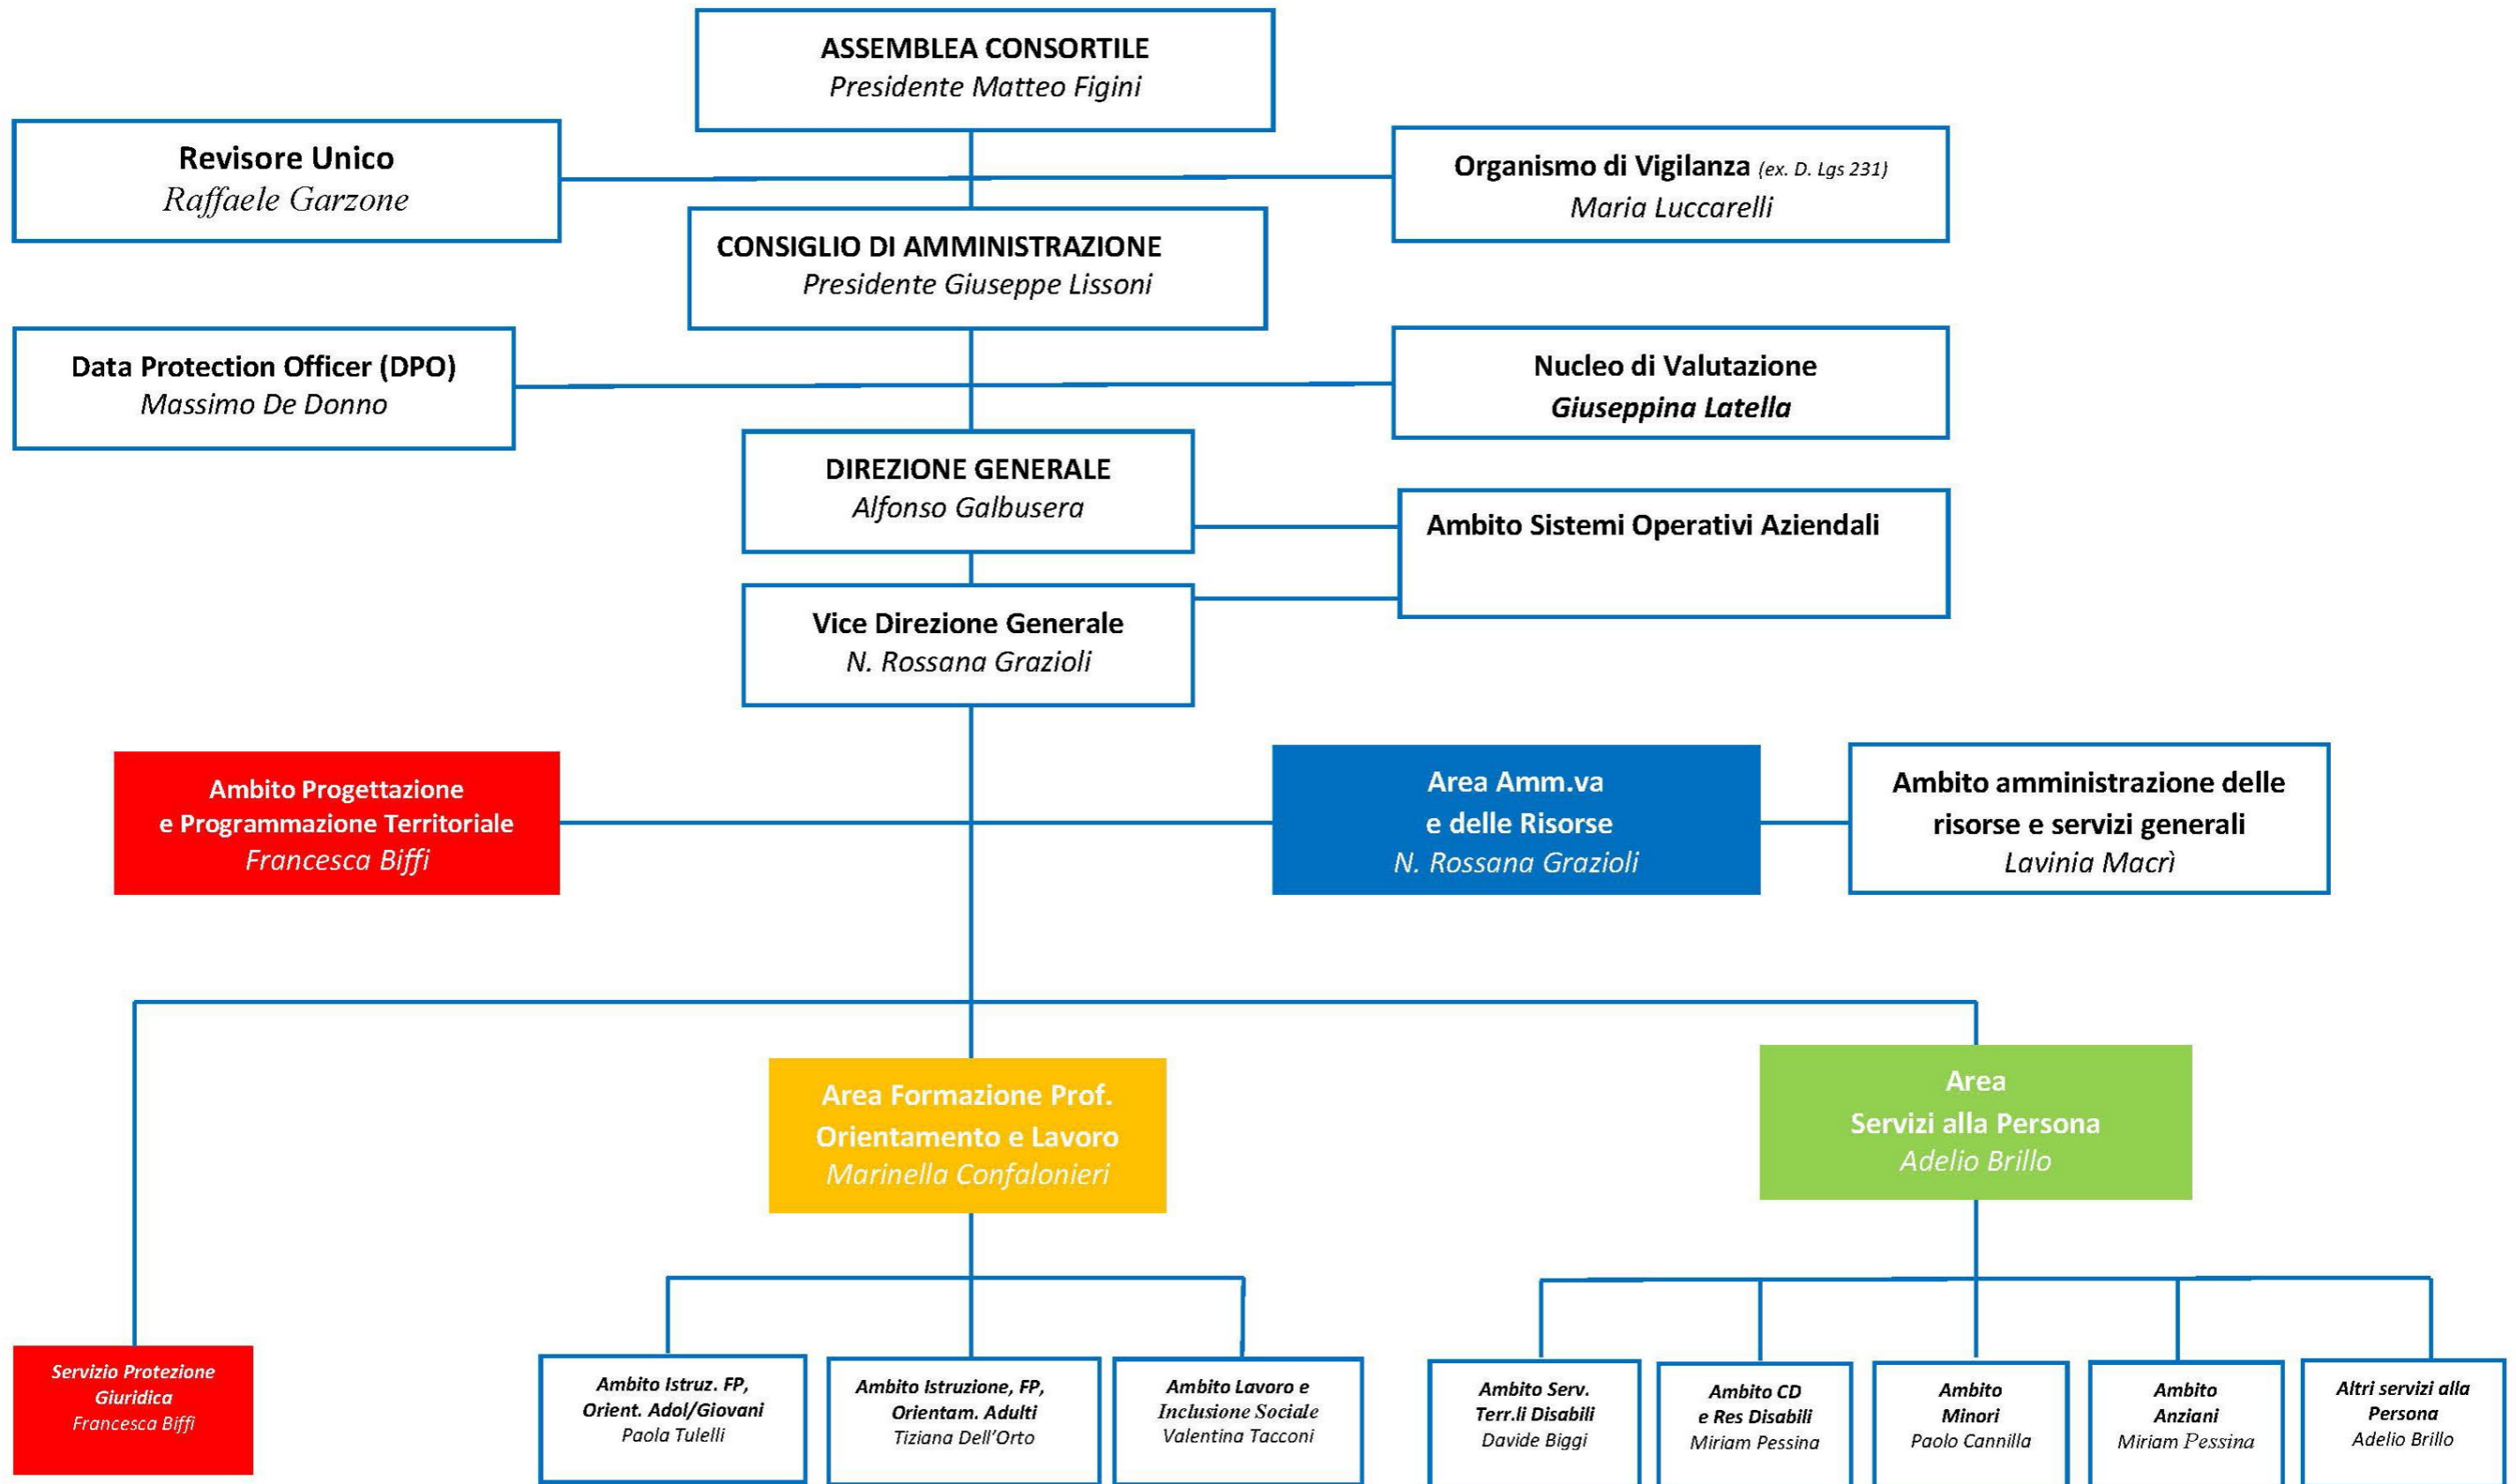 ASSEMBLEA CONSORTILE
Presidente Matteo Figini
Revisore Unico
Raffaele Garzone
Organismo di Vigilanza (ex. D. Lgs 231)
Maria Luccarelli
CONSIGLIO DI AMMINISTRAZIONE
Presidente Giuseppe Lissoni
Data Protection Officer (DPO)
Massimo De Donno
Nucleo di Valutazione
Giuseppina Latella
DIREZIONE GENERALE
Alfonso Galbusera
Ambito Sistemi Operativi Aziendali
Vice Direzione Generale
N. Rossana Grazioli
Ambito Progettazione
e Programmazione Territoriale
Francesca Biffi
Area Amm.va
e delle Risorse
N. Rossana Grazioli
Ambito amministrazione delle
risorse e servizi generali
Lavinia Macrì
Area Formazione Prof.
Orientamento e Lavoro
Marinella Confalonieri
Area
Servizi alla Persona
Adelio Brillo
Servizio Protezione
Giuridica
Francesca Biffi
Ambito Istruz. FP,
Orient. Adol/Giovani
Paola Tulelli
Ambito Istruzione, FP,
Orientam. Adulti
Tiziana Dell'Orto
Ambito Lavoro e
Inclusione Sociale
Valentina Tacconi
Ambito Serv.
Terr.li Disabili
Davide Biggi
Ambito CD
e Res Disabili
Miriam Pessina
Ambito
Minori
Paolo Cannilla
Ambito
Anziani
Miriam Pessina
Altri servizi alla
Persona
Adelio Brillo